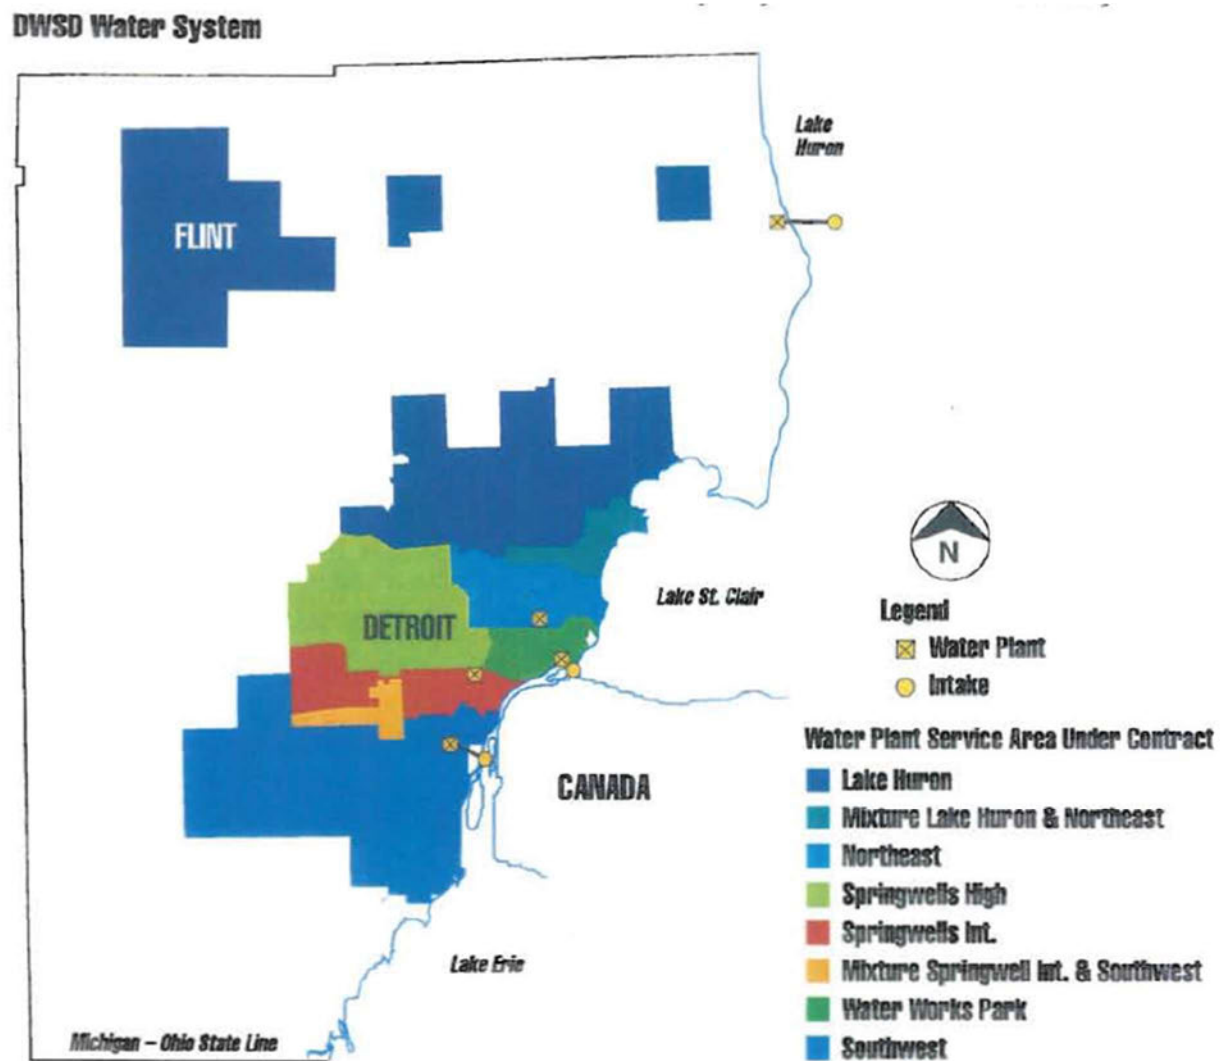 DWSD Water System
Lake
Huron
FLINT
N
Lake St. Clair
Legend
DETROIT
Water Plant
Intake
Water Plant Service Area Under Contract
CANADA
Lake Huron
Mixture Lake Huron & Northeast
Northeast
Springwells High
Springwells Int.
Lake Erie
Mixture Springwell Int. & Southwest
Water Works Park
Michigan – Ohio State Line
Southwest